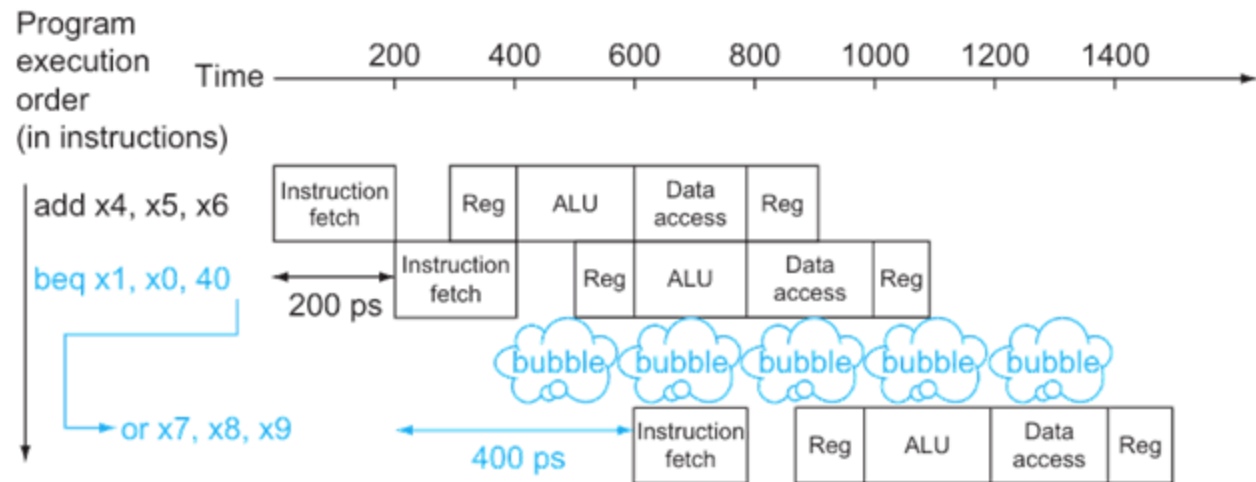 Program
execution
order
(in instructions)
Time
200 400 600 800 1000 1200 1400
add x4, x5, x6
Instruction
fetch
Reg
ALU
Data
access
Reg
beq x1, x0, 40
200 ps
Instruction
fetch
Reg
ALU
Data
access
Reg
bubble bubble bubble bubble bubble
or x7, x8, x9
400 ps
Instruction
fetch
Reg
ALU
Data
access
Reg